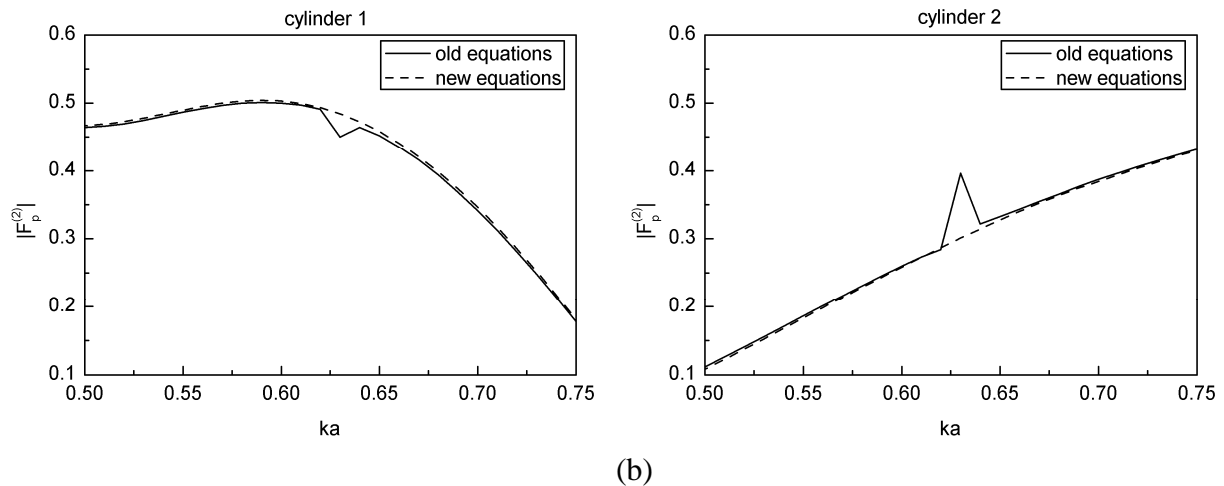 cylinder 1
old equations
new equations
0.6
0.5
0.4
0.3
0.2
0.1
|F_p^(2)|
0.50
0.55
0.60
0.65
0.70
0.75
ka
cylinder 2
old equations
new equations
0.6
0.5
0.4
0.3
0.2
0.1
|F_p^(2)|
0.50
0.55
0.60
0.65
0.70
0.75
ka
(b)